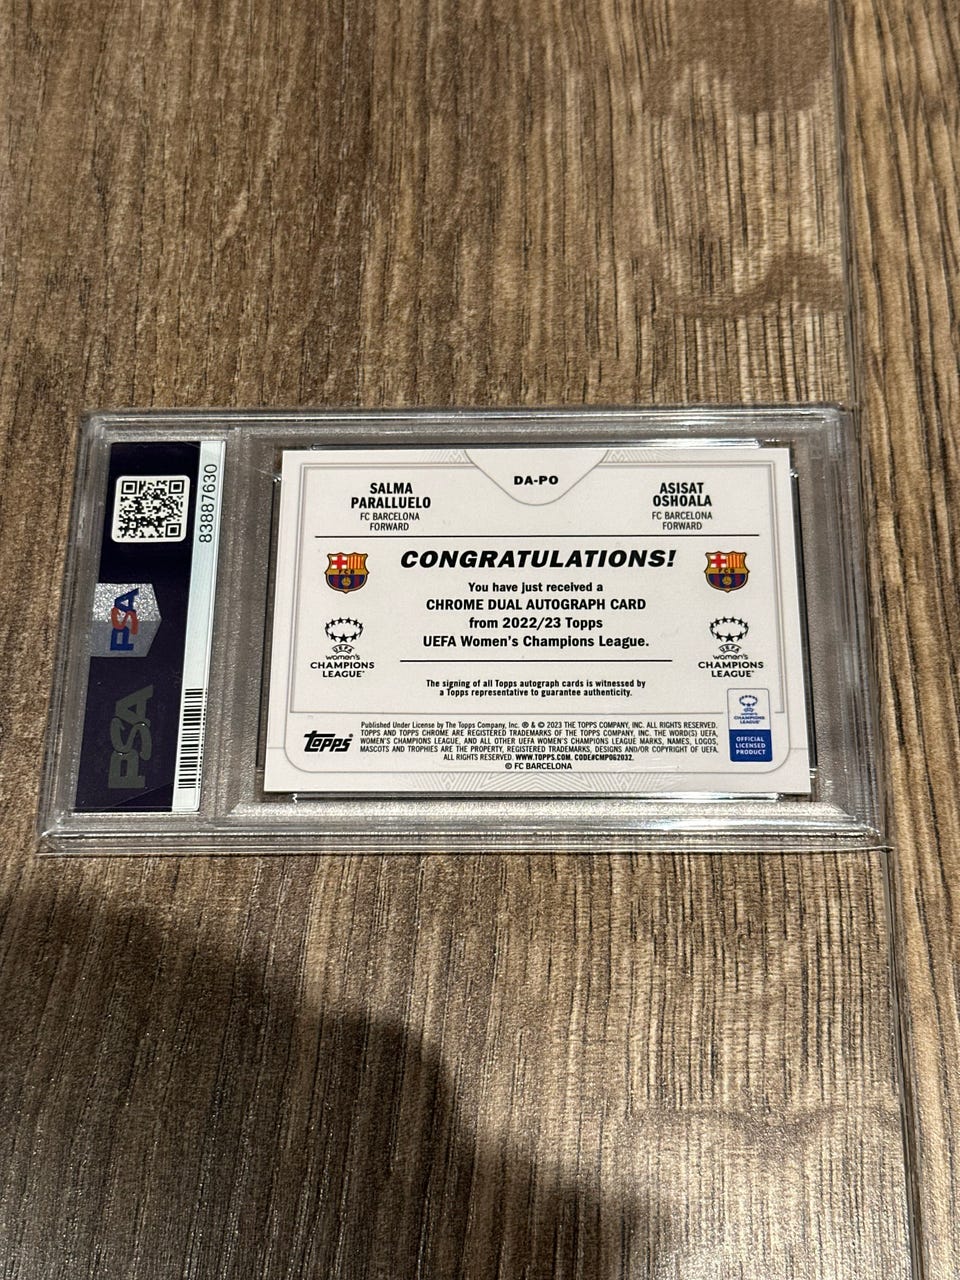 83887630
PSA
PSA
DA-PO
SALMA
PARALLUELO
FC BARCELONA
FORWARD
ASISAT
OSHOALA
FC BARCELONA
FORWARD
CONGRATULATIONS!
FCB
FCB
You have just received a
CHROME DUAL AUTOGRAPH CARD
from 2022/23 Topps
UEFA Women's Champions League.
UEFA
women's
CHAMPIONS
LEAGUE™
UEFA
women's
CHAMPIONS
LEAGUE™
The signing of all Topps autograph cards is witnessed by
a Topps representative to guarantee authenticity.
topps®
Published Under License by The Topps Company, Inc. ® & © 2023 THE TOPPS COMPANY, INC. ALL RIGHTS RESERVED.
TOPPS AND TOPPS CHROME ARE REGISTERED TRADEMARKS OF THE TOPPS COMPANY, INC. THE WORD(S) UEFA,
WOMEN'S CHAMPIONS LEAGUE, AND ALL OTHER UEFA WOMEN'S CHAMPIONS LEAGUE MARKS, NAMES, LOGOS,
MASCOTS AND TROPHIES ARE THE PROPERTY, REGISTERED TRADEMARKS, DESIGNS AND/OR COPYRIGHT OF UEFA.
ALL RIGHTS RESERVED. WWW.TOPPS.COM. CODE#CMP062032.
© FC BARCELONA
women's
CHAMPIONS
LEAGUE
OFFICIAL
LICENSED
PRODUCT